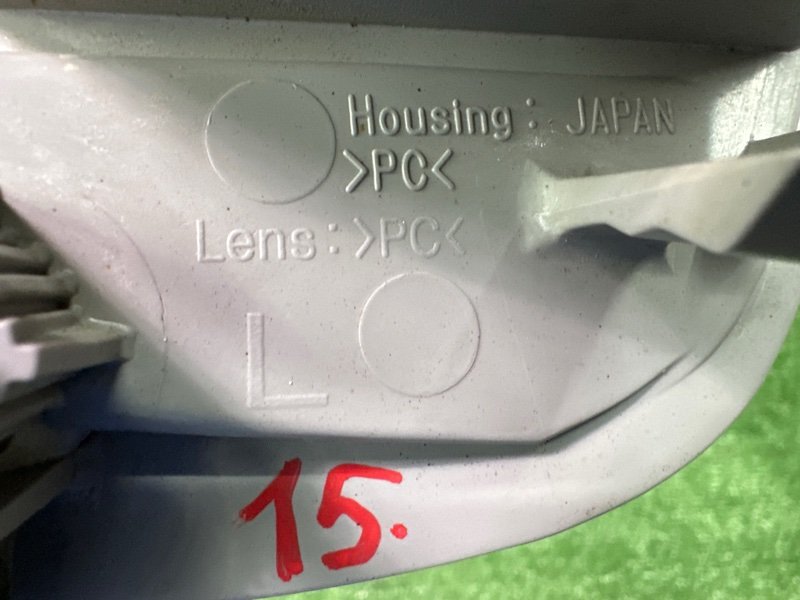 Housing: JAPAN
>PC<
Lens: >PC<
L
15.